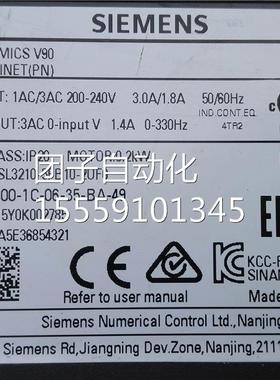 SIEMENS
MICS V90
INET(PN)
T: 1AC/3AC 200-240V 3.0A/1.8A 50/60Hz
IND.CONT.EQ.
4TR2
PUT:3AC 0-input V 1.4A 0-330Hz
ASS:IP20 MOTOR:0.2kW
团子自动化
15559101345
00-1C-06-35-BA-49
A5E36854321
Refer to user manual
KCC-R
SINAM
Made
Siemens Numerical Control Ltd., Nanjing
Siemens Rd,Jiangning Dev.Zone, Nanjing,2111